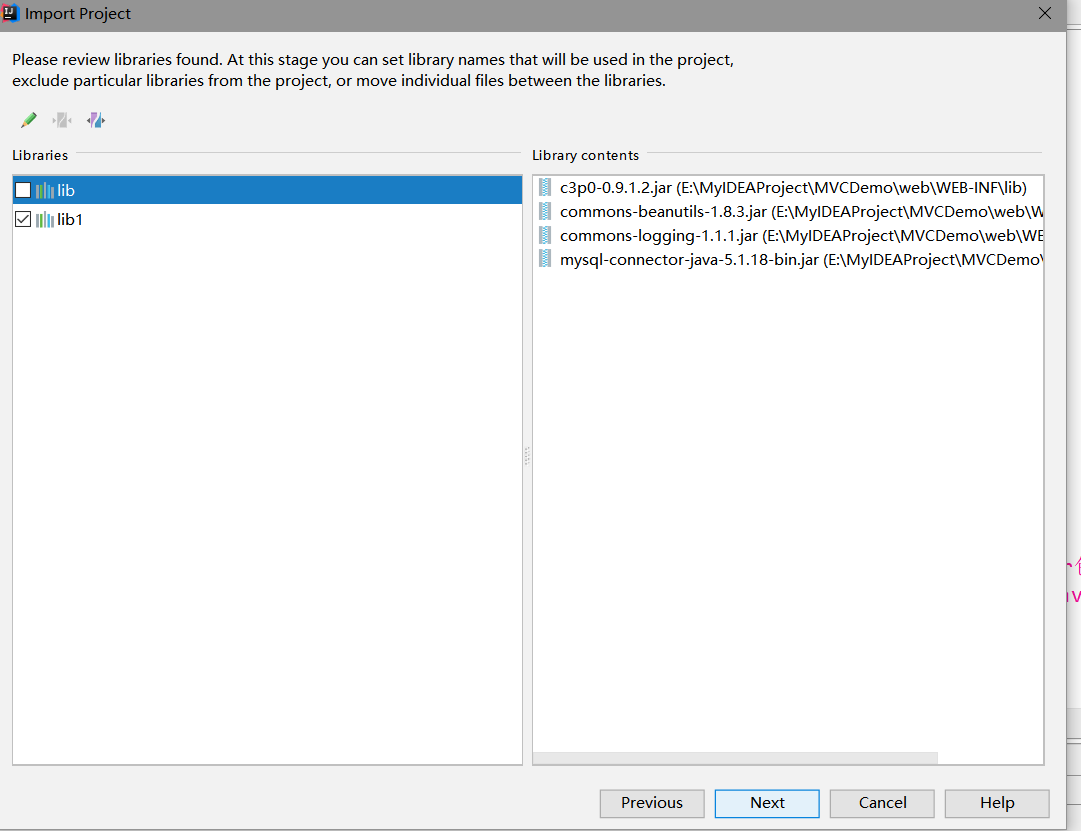 Import Project
Please review libraries found. At this stage you can set library names that will be used in the project,
exclude particular libraries from the project, or move individual files between the libraries.
Libraries
lib
lib1
Library contents
c3p0-0.9.1.2.jar (E:\MyIDEAProject\MVCDemo\web\WEB-INF\lib)
commons-beanutils-1.8.3.jar (E:\MyIDEAProject\MVCDemo\web\W
commons-logging-1.1.1.jar (E:\MyIDEAProject\MVCDemo\web\WE
mysql-connector-java-5.1.18-bin.jar (E:\MyIDEAProject\MVCDemo\
Previous
Next
Cancel
Help